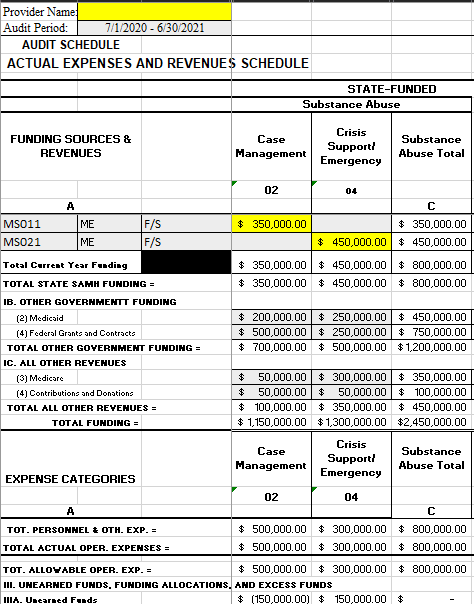 Provider Name:
Audit Period: 7/1/2020 - 6/30/2021
AUDIT SCHEDULE
ACTUAL EXPENSES AND REVENUES SCHEDULE
STATE-FUNDED
Substance Abuse
FUNDING SOURCES & REVENUES Case Management Crisis Support/ Emergency Substance Abuse Total
02 04
A C
MS011 ME F/S $ 350,000.00 $ 350,000.00
MS021 ME F/S $ 450,000.00 $ 450,000.00
Total Current Year Funding $ 350,000.00 $ 450,000.00 $ 800,000.00
TOTAL STATE SAMH FUNDING = $ 350,000.00 $ 450,000.00 $ 800,000.00
IB. OTHER GOVERNMENTT FUNDING
(2) Medicaid $ 200,000.00 $ 250,000.00 $ 450,000.00
(4) Federal Grants and Contracts $ 500,000.00 $ 250,000.00 $ 750,000.00
TOTAL OTHER GOVERNMENT FUNDING = $ 700,000.00 $ 500,000.00 $1,200,000.00
IC. ALL OTHER REVENUES
(3) Medicare $ 50,000.00 $ 300,000.00 $ 350,000.00
(4) Contributions and Donations $ 50,000.00 $ 50,000.00 $ 100,000.00
TOTAL ALL OTHER REVENUES = $ 100,000.00 $ 350,000.00 $ 450,000.00
TOTAL FUNDING = $ 1,150,000.00 $1,300,000.00 $2,450,000.00
EXPENSE CATEGORIES Case Management Crisis Support/ Emergency Substance Abuse Total
02 04
A C
TOT. PERSONNEL & OTH. EXP. = $ 500,000.00 $ 300,000.00 $ 800,000.00
TOTAL ACTUAL OPER. EXPENSES = $ 500,000.00 $ 300,000.00 $ 800,000.00
TOT. ALLOWABLE OPER. EXP. = $ 500,000.00 $ 300,000.00 $ 800,000.00
III. UNEARNED FUNDS, FUNDING ALLOCATIONS, AND EXCESS FUNDS
IIIA. Unearned Funds $ (150,000.00) $ 150,000.00 $ -